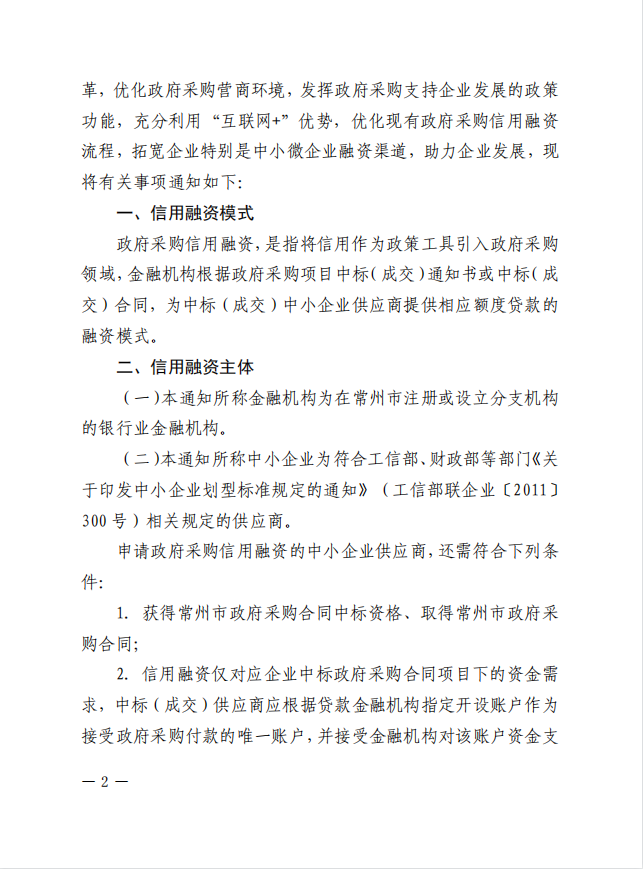 革，优化政府采购营商环境，发挥政府采购支持企业发展的政策
功能，充分利用“互联网+”优势，优化现有政府采购信用融资
流程，拓宽企业特别是中小微企业融资渠道，助力企业发展，现
将有关事项通知如下：
一、信用融资模式
政府采购信用融资，是指将信用作为政策工具引入政府采购
领域，金融机构根据政府采购项目中标（成交）通知书或中标（成
交）合同，为中标（成交）中小企业供应商提供相应额度贷款的
融资模式。
二、信用融资主体
（一）本通知所称金融机构为在常州市注册或设立分支机构
的银行业金融机构。
（二）本通知所称中小企业为符合工信部、财政部等部门《关
于印发中小企业划型标准规定的通知》（工信部联企业〔2011〕
300号）相关规定的供应商。
申请政府采购信用融资的中小企业供应商，还需符合下列条
件：
1. 获得常州市政府采购合同中标资格、取得常州市政府采
购合同；
2. 信用融资仅对应企业中标政府采购合同项目下的资金需
求，中标（成交）供应商应根据贷款金融机构指定开设账户作为
接受政府采购付款的唯一账户，并接受金融机构对该账户资金支
— 2 —